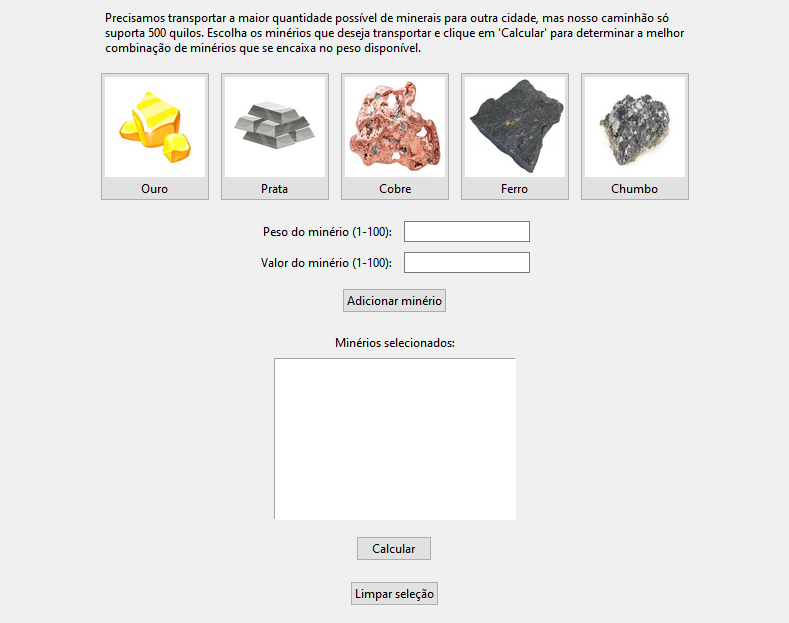 Precisamos transportar a maior quantidade possível de minerais para outra cidade, mas nosso caminhão só
suporta 500 quilos. Escolha os minérios que deseja transportar e clique em 'Calcular' para determinar a melhor
combinação de minérios que se encaixa no peso disponível.
Ouro
Prata
Cobre
Ferro
Chumbo
Peso do minério (1-100):
Valor do minério (1-100):
Adicionar minério
Minérios selecionados:
Calcular
Limpar seleção